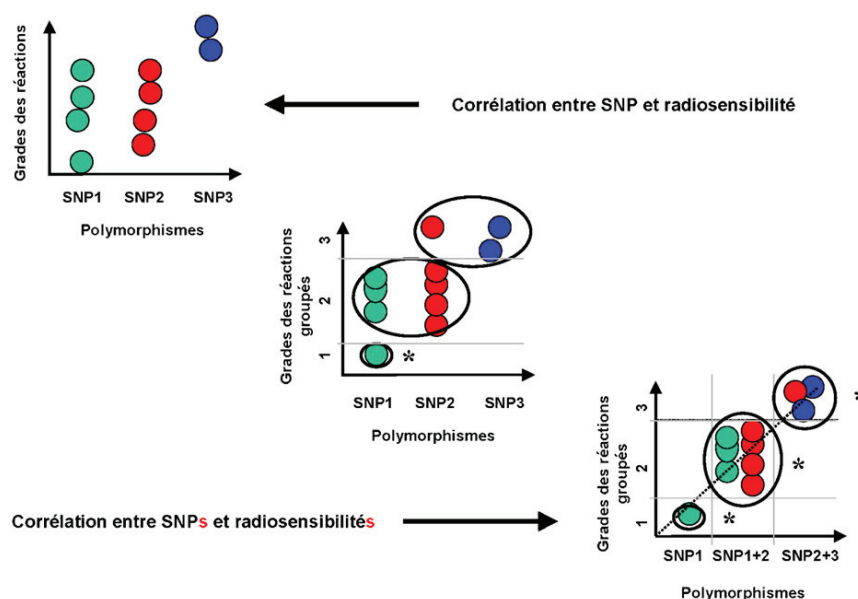 Grades des réactions
SNP1 SNP2 SNP3
Polymorphismes
Corrélation entre SNP et radiosensibilité
Grades des réactions
groupés
3
2
1
*
SNP1 SNP2 SNP3
Polymorphismes
Corrélation entre SNPs et radiosensibilités
Grades des réactions
groupés
3
2
1
*
*
*
SNP1 SNP1+2 SNP2+3
Polymorphismes